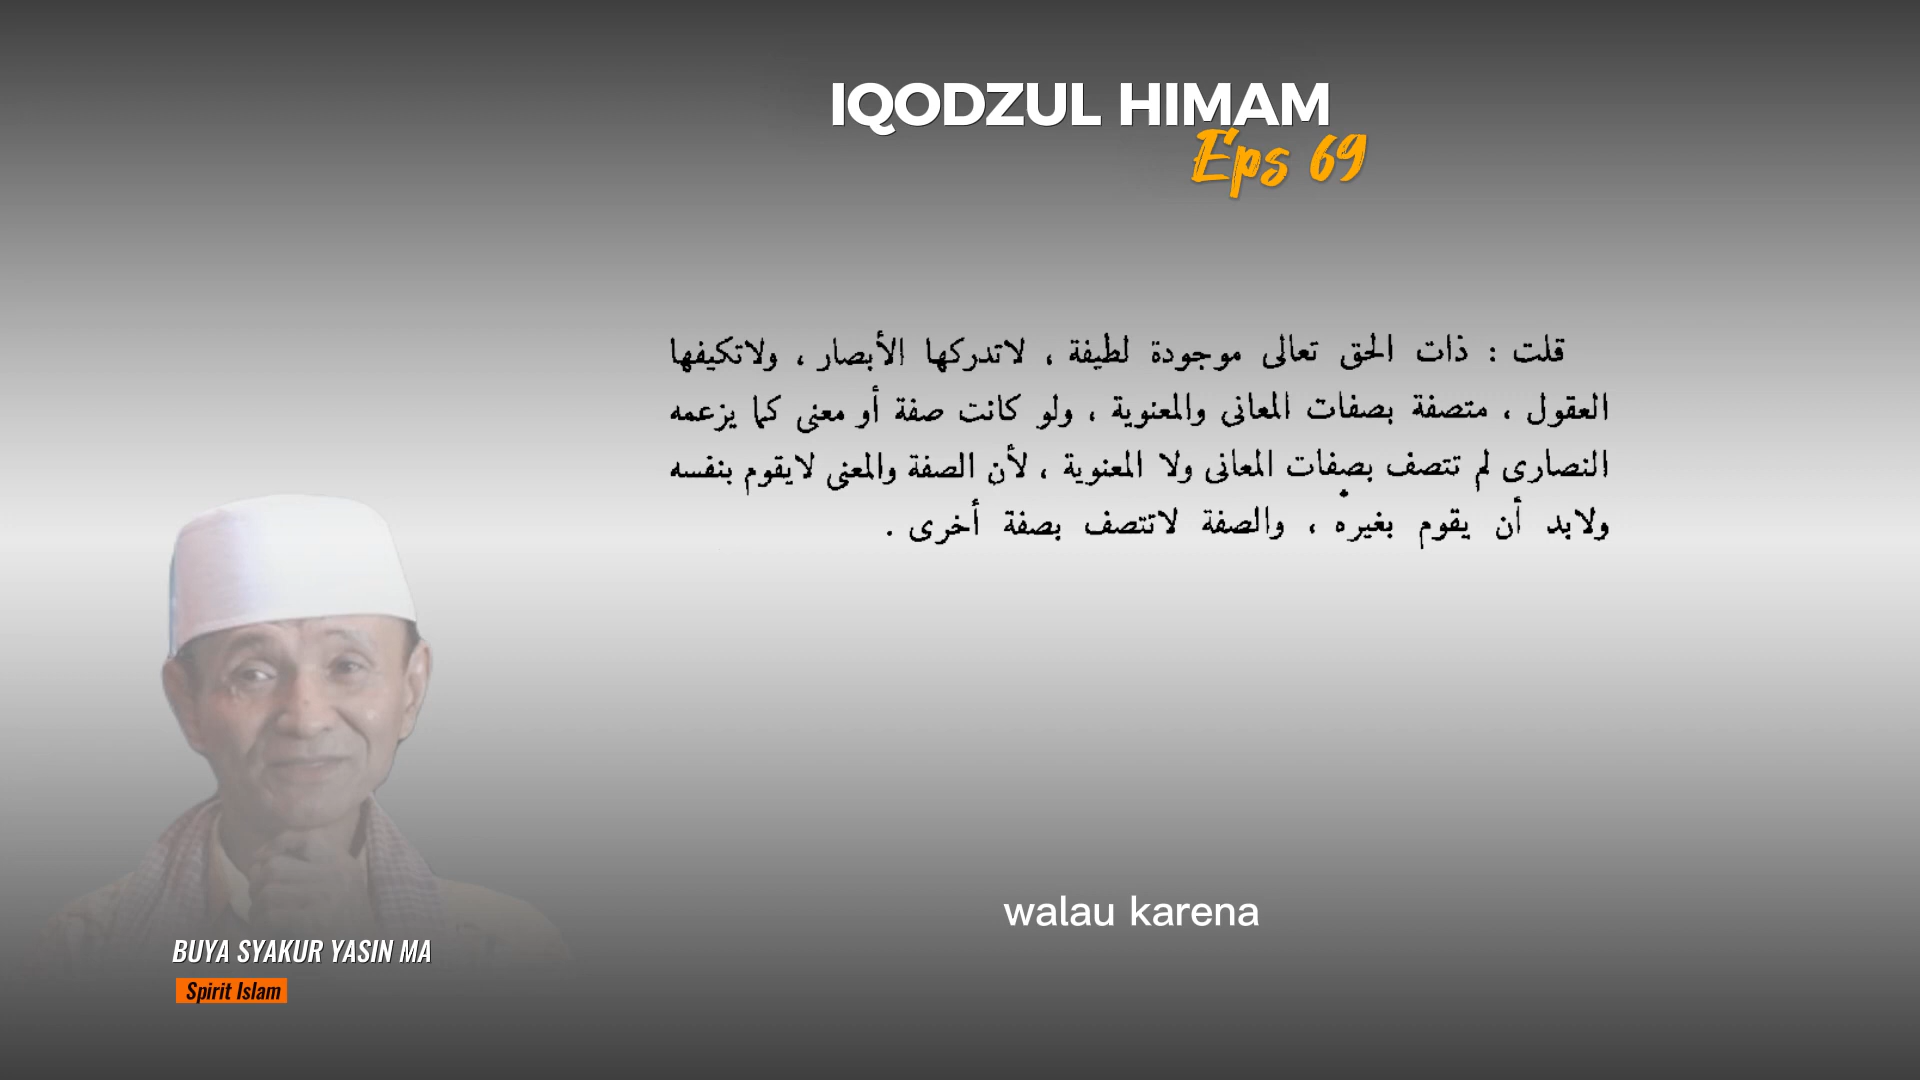 IQODZUL HIMAM
Eps 69
قلت : ذات الحق تعالى موجودة لطيفة ، لاتدركها الأبصار ، ولاتكيفها
العقول ، متصفة بصفات المعانى والمعنوية ، ولو كانت صفة أو معنى كما يزعمه
النصارى لم تتصف بصفات المعانى ولا المعنوية ، لأن الصفة والمعنى لايقوم بنفسه
ولابد أن يقوم بغيره ، والصفة لاتتصف بصفة أخرى .
walau karena
BUYA SYAKUR YASIN MA
Spirit Islam